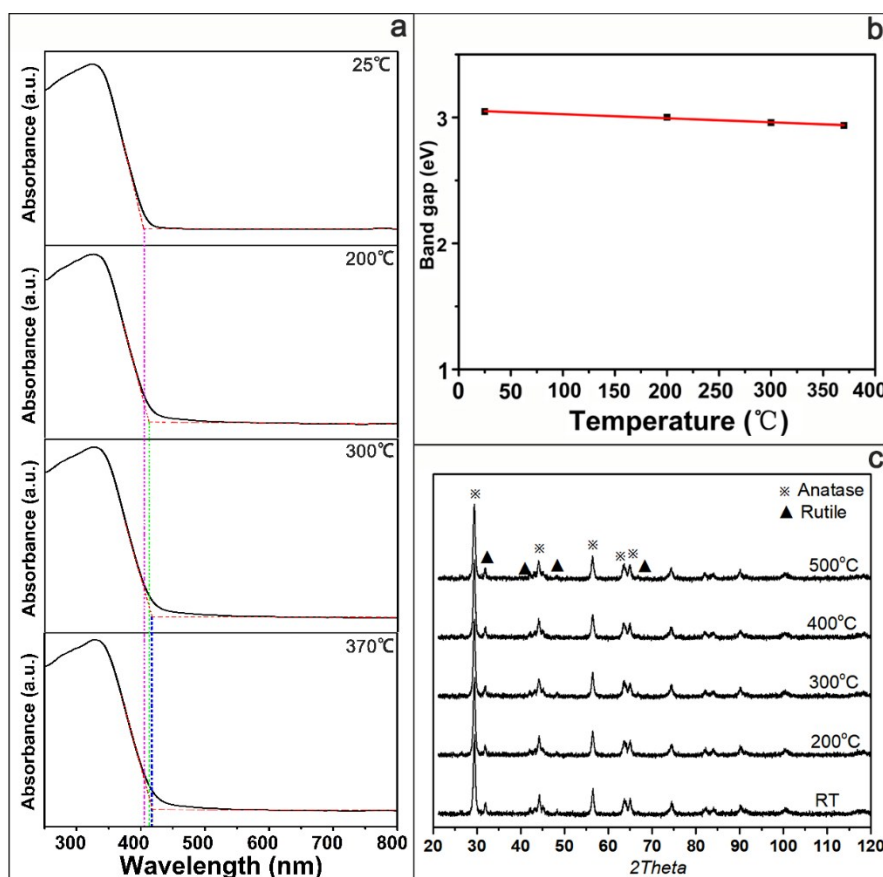 a
25℃
Absorbance (a.u.)
200℃
Absorbance (a.u.)
300℃
Absorbance (a.u.)
370℃
Absorbance (a.u.)
300 400 500 600 700 800
Wavelength (nm)
b
3
2
1
Band gap (eV)
0 50 100 150 200 250 300 350 400
Temperature (℃)
c
※ Anatase
▲ Rutile
500°C
400°C
300°C
200°C
RT
20 30 40 50 60 70 80 90 100 110 120
2Theta